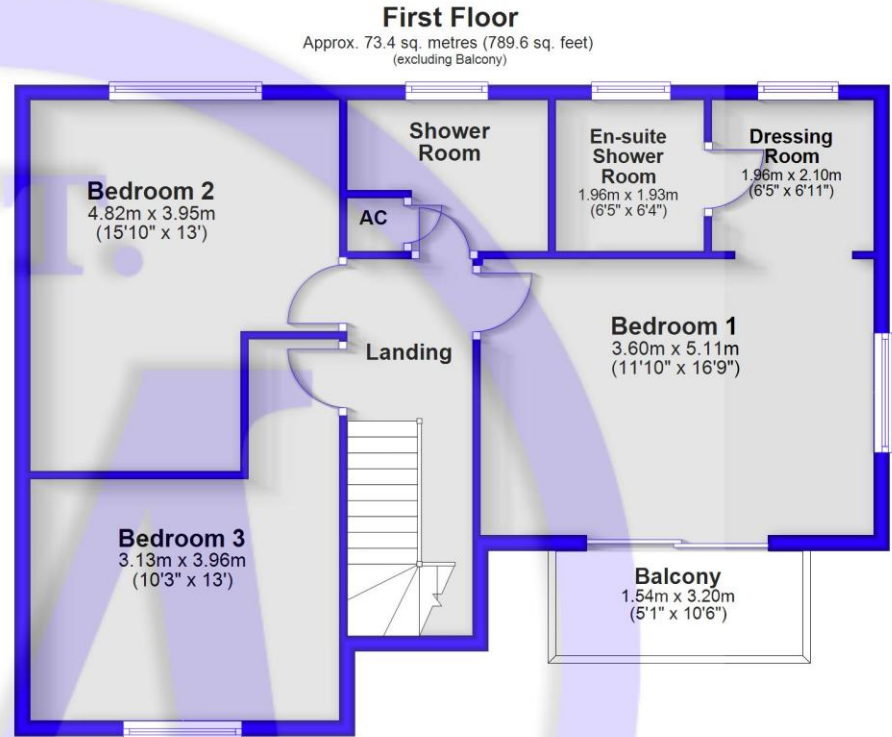 First Floor
Approx. 73.4 sq. metres (789.6 sq. feet)
(excluding Balcony)
Bedroom 2
4.82m x 3.95m
(15'10" x 13')
Shower
Room
AC
En-suite
Shower
Room
1.96m x 1.93m
(6'5" x 6'4")
Dressing
Room
1.96m x 2.10m
(6'5" x 6'11")
Landing
Bedroom 1
3.60m x 5.11m
(11'10" x 16'9")
Bedroom 3
3.13m x 3.96m
(10'3" x 13')
Balcony
1.54m x 3.20m
(5'1" x 10'6")